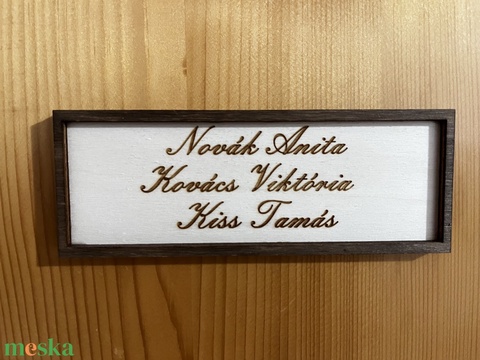 Novák Anita
Kovács Viktória
Kiss Tamás
meska